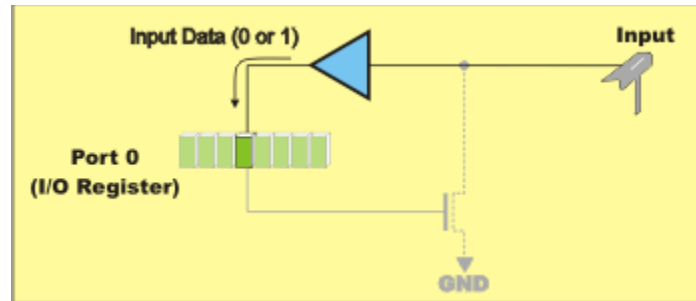 Input Data (0 or 1)
Input
Port 0
(I/O Register)
GND